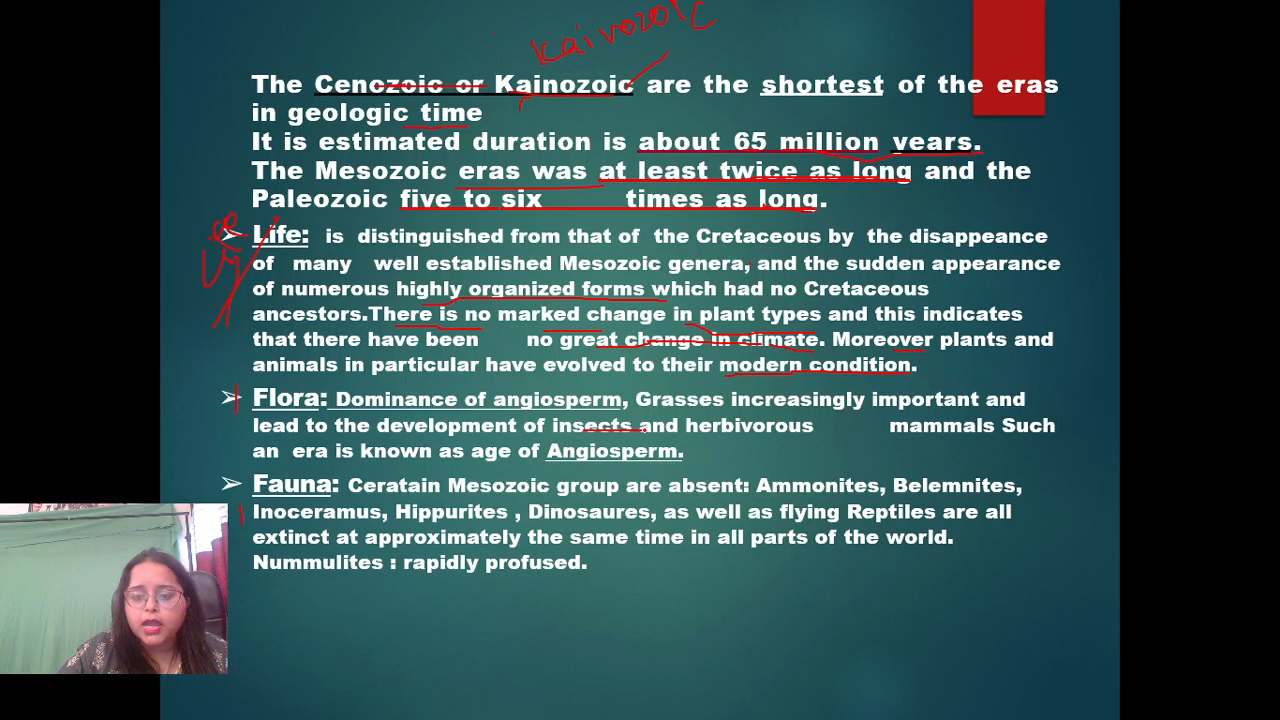 Kainozoic
The Cenozoic or Kainozoic are the shortest of the eras
in geologic time
It is estimated duration is about 65 million years.
The Mesozoic eras was at least twice as long and the
Paleozoic five to six times as long.
➢ Life: is distinguished from that of the Cretaceous by the disappeance
of many well established Mesozoic genera, and the sudden appearance
of numerous highly organized forms which had no Cretaceous
ancestors.There is no marked change in plant types and this indicates
that there have been no great change in climate. Moreover plants and
animals in particular have evolved to their modern condition.
➢ Flora: Dominance of angiosperm, Grasses increasingly important and
lead to the development of insects and herbivorous mammals Such
an era is known as age of Angiosperm.
➢ Fauna: Ceratain Mesozoic group are absent: Ammonites, Belemnites,
Inoceramus, Hippurites , Dinosaures, as well as flying Reptiles are all
extinct at approximately the same time in all parts of the world.
Nummulites : rapidly profused.